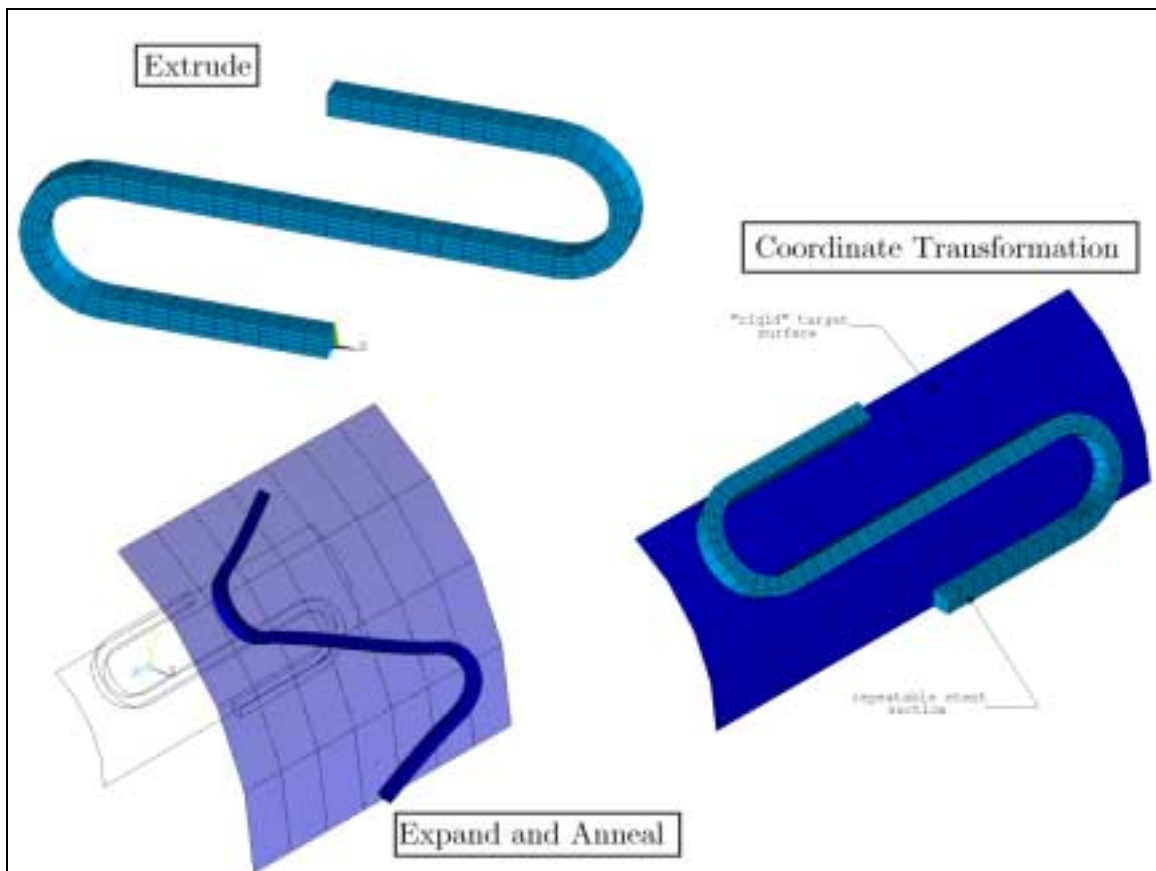 Extrude
Coordinate Transformation
"rigid" target
surface
repeatable stent
section
Expand and Anneal